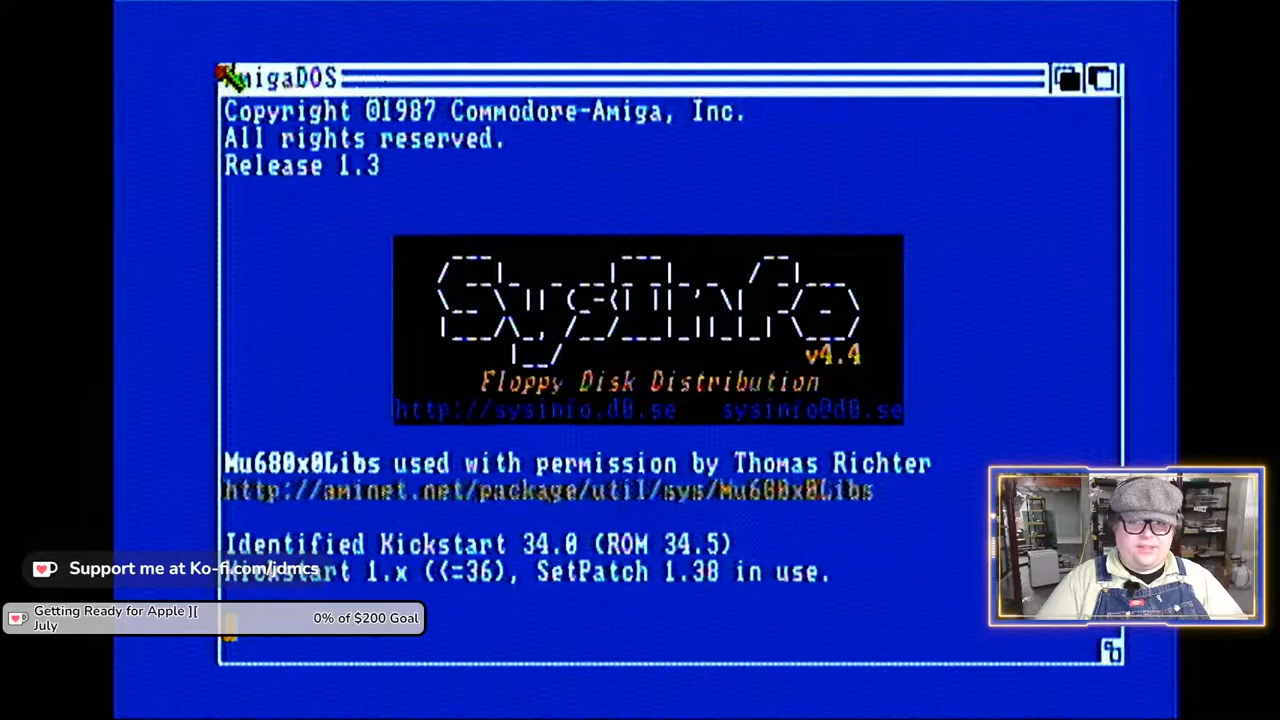 AmigaDOS
Copyright ©1987 Commodore-Amiga, Inc.
All rights reserved.
Release 1.3
SysInfo
v4.4
Floppy Disk Distribution
http://sysinfo.d0.se sysinfo@d0.se
Mu680x0Libs used with permission by Thomas Richter
http://aminet.net/package/util/sys/Mu680x0Libs
Identified Kickstart 34.0 (ROM 34.5)
Kickstart 1.x ((=36), SetPatch 1.38 in use.
Support me at Ko-fi.com/jdmcs
Getting Ready for Apple ][
July
0% of $200 Goal